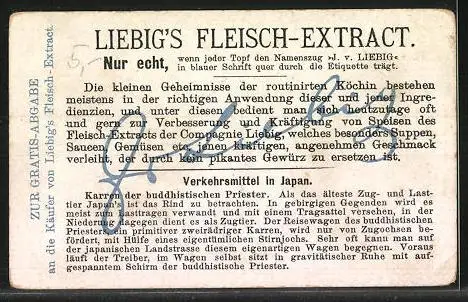 ZUR GRATIS-ABGABE
an die Käufer von Liebig's Fleisch-Extract.
5,-
LIEBIG'S FLEISCH-EXTRACT.
Nur echt, wenn jeder Topf den Namenszug »J. v. LIEBIG«
in blauer Schrift quer durch die Etiquette trägt.
Die kleinen Geheimnisse der routinirten Köchin bestehen
meistens in der richtigen Anwendung dieser und jener Ingre-
dienzien, und unter diesen bedient man sich heutzutage oft
und gern zur Verbesserung und Kräftigung von Speisen des
Fleisch-Extracts der Compagnie Liebig, welches besonders Suppen,
Saucen, Gemüsen einen kräftigen, angenehmen Geschmack
verleiht, der durch kein pikantes Gewürz zu ersetzen ist.
Verkehrsmittel in Japan.
Karren der buddhistischen Priester. Als das älteste Zug- und Last-
tier Japan's ist das Rind zu betrachten. In gebirgigen Gegenden wird es
meist zum Lasttragen verwandt und mit einem Tragsattel versehen, in der
Niederung dagegen dient es als Zugtier. Der Reisewagen des buddhistischen
Priesters, ein primitiver zweirädriger Karren, wird nur von Zugochsen be-
fördert, mit Hülfe eines eigentümlichen Stirnjochs. Sehr oft kann man auf
der japanischen Landstrasse diesem eigenartigen Wagen begegnen. Voraus
läuft der Treiber, im Wagen selbst sitzt in gravitätischer Ruhe mit auf-
gespanntem Schirm der buddhistische Priester.